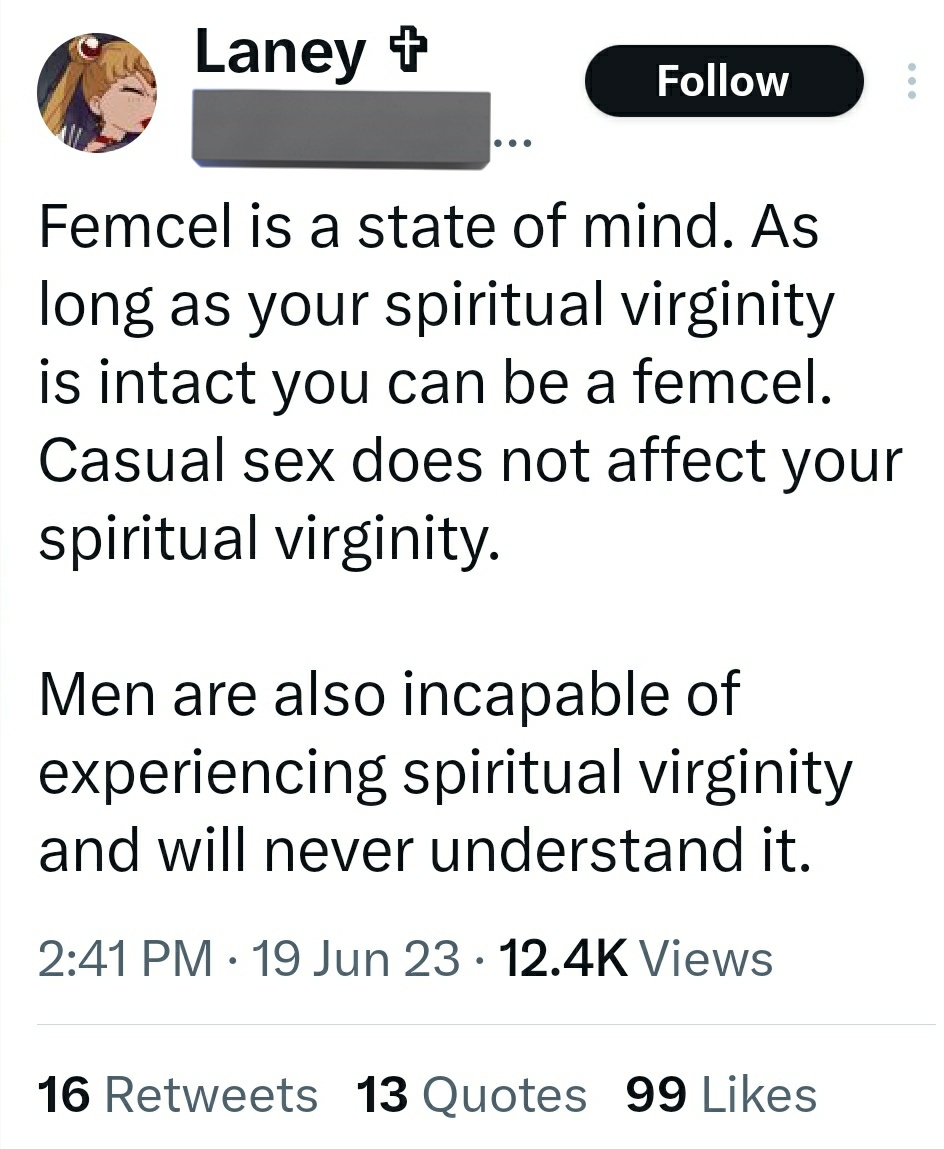 Laney ✞
Follow
...
Femcel is a state of mind. As
long as your spiritual virginity
is intact you can be a femcel.
Casual sex does not affect your
spiritual virginity.
Men are also incapable of
experiencing spiritual virginity
and will never understand it.
2:41 PM · 19 Jun 23 · 12.4K Views
16 Retweets 13 Quotes 99 Likes